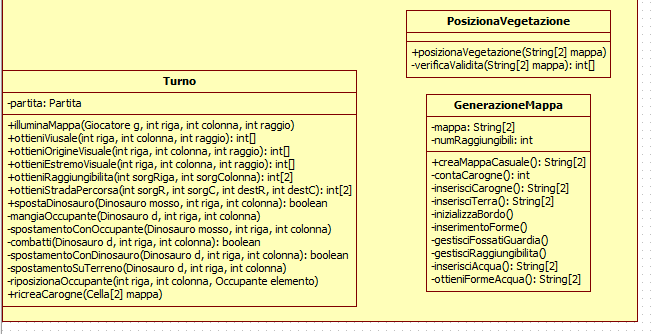 PosizionaVegetazione
+posizionaVegetazione(String[2] mappa)
-verificaValidita(String[2] mappa): int[]
Turno
-partita: Partita
+illuminaMappa(Giocatore g, int riga, int colonna, int raggio)
+ottieniViusale(int riga, int colonna, int raggio): int[]
+ottieniOrigineVisuale(int riga, int colonna, int raggio): int[]
+ottieniEstremoVisuale(int riga, int colonna, int raggio): int[]
+ottieniRaggiungibilita(int sorgRiga, int sorgColonna): int[2]
+ottieniStradaPercorsa(int sorgR, int sorgC, int destR, int destC): int[2]
+spostaDinosauro(Dinosauro mosso, int riga, int colonna): boolean
-mangiaOccupante(Dinosauro d, int riga, int colonna)
-spostamentoConOccupante(Dinosauro mosso, int riga, int colonna)
-combatti(Dinosauro d, int riga, int colonna): boolean
-spostamentoConDinosauro(Dinosauro d, int riga, int colonna): boolean
-spostamentoSuTerreno(Dinosauro d, int riga, int colonna)
-riposizionaOccupante(int riga, int colonna, Occupante elemento)
+ricreaCarogne(Cella[2] mappa)
GenerazioneMappa
-mappa: String[2]
-numRaggiungibili: int
+creaMappaCasuale(): String[2]
-contaCarogne(): int
-inserisciCarogne(): String[2]
-inserisciTerra(): String[2]
-inizializzaBordo()
-inserimentoForme()
-gestisciFossatiGuardia()
-gestisciRaggiungibilita()
-inserisciAcqua(): String[2]
-ottieniFormeAcqua(): String[2]